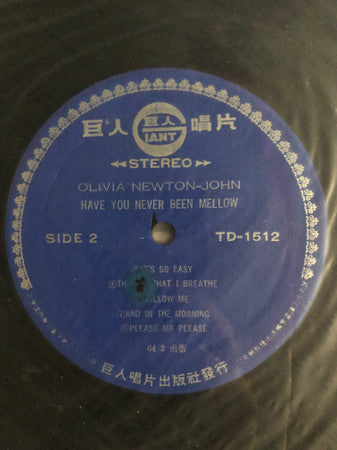 巨人 巨人 唱片
GIANT
STEREO
OLIVIA NEWTON-JOHN
HAVE YOU NEVER BEEN MELLOW
SIDE 2 TD-1512
IT'S SO EASY
THAT I BREATHE
FOLLOW ME
AND IN THE MORNING
PLEASE MR PLEASE
出版
巨人唱片出版社發行